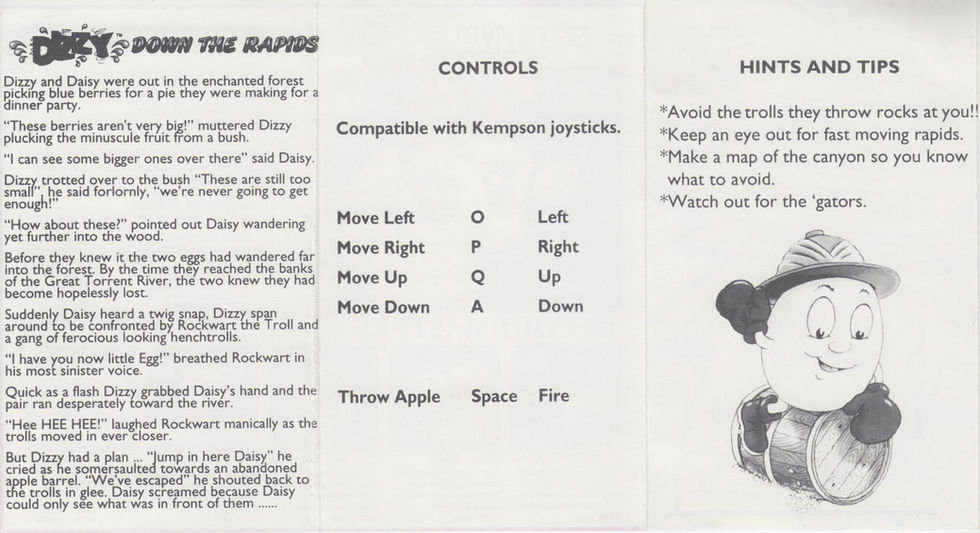 DIZZY™ DOWN THE RAPIDS
Dizzy and Daisy were out in the enchanted forest
picking blue berries for a pie they were making for a
dinner party.
“These berries aren't very big!” muttered Dizzy
plucking the minuscule fruit from a bush.
“I can see some bigger ones over there” said Daisy.
Dizzy trotted over to the bush “These are still too
small”, he said forlornly, “we're never going to get
enough!”
“How about these?” pointed out Daisy wandering
yet further into the wood.
Before they knew it the two eggs had wandered far
into the forest. By the time they reached the banks
of the Great Torrent River, the two knew they had
become hopelessly lost.
Suddenly Daisy heard a twig snap, Dizzy span
around to be confronted by Rockwart the Troll and
a gang of ferocious looking henchtrolls.
“I have you now little Egg!” breathed Rockwart in
his most sinister voice.
Quick as a flash Dizzy grabbed Daisy's hand and the
pair ran desperately toward the river.
“Hee HEE HEE!” laughed Rockwart manically as the
trolls moved in ever closer.
But Dizzy had a plan ... “Jump in here Daisy” he
cried as he somersaulted towards an abandoned
apple barrel. “We've escaped” he shouted back to
the trolls in glee. Daisy screamed because Daisy
could only see what was in front of them ......
CONTROLS
Compatible with Kempson joysticks.
Move Left O Left
Move Right P Right
Move Up Q Up
Move Down A Down
Throw Apple Space Fire
HINTS AND TIPS
*Avoid the trolls they throw rocks at you!!
*Keep an eye out for fast moving rapids.
*Make a map of the canyon so you know
what to avoid.
*Watch out for the ‘gators.